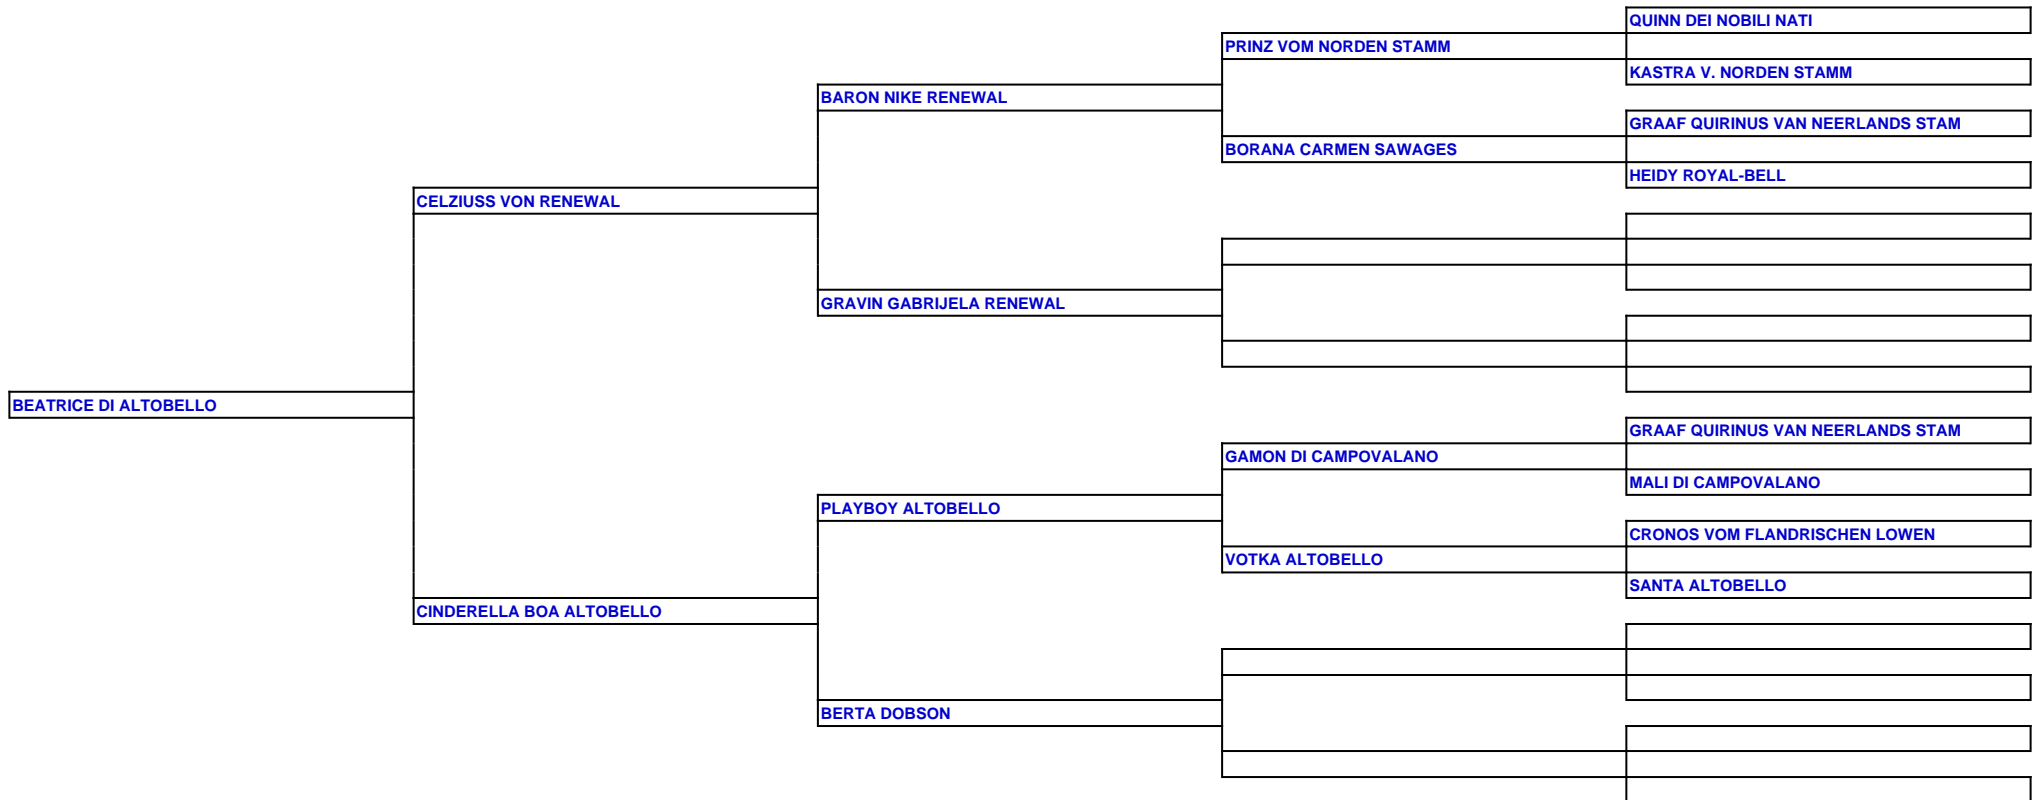 QUINN DEI NOBILI NATI
PRINZ VOM NORDEN STAMM
KASTRA V. NORDEN STAMM
BARON NIKE RENEWAL
GRAAF QUIRINUS VAN NEERLANDS STAM
BORANA CARMEN SAWAGES
HEIDY ROYAL-BELL
CELZIUSS VON RENEWAL
GRAVIN GABRIJELA RENEWAL
BEATRICE DI ALTOBELLO
GRAAF QUIRINUS VAN NEERLANDS STAM
GAMON DI CAMPOVALANO
MALI DI CAMPOVALANO
PLAYBOY ALTOBELLO
CRONOS VOM FLANDRISCHEN LOWEN
VOTKA ALTOBELLO
SANTA ALTOBELLO
CINDERELLA BOA ALTOBELLO
BERTA DOBSON